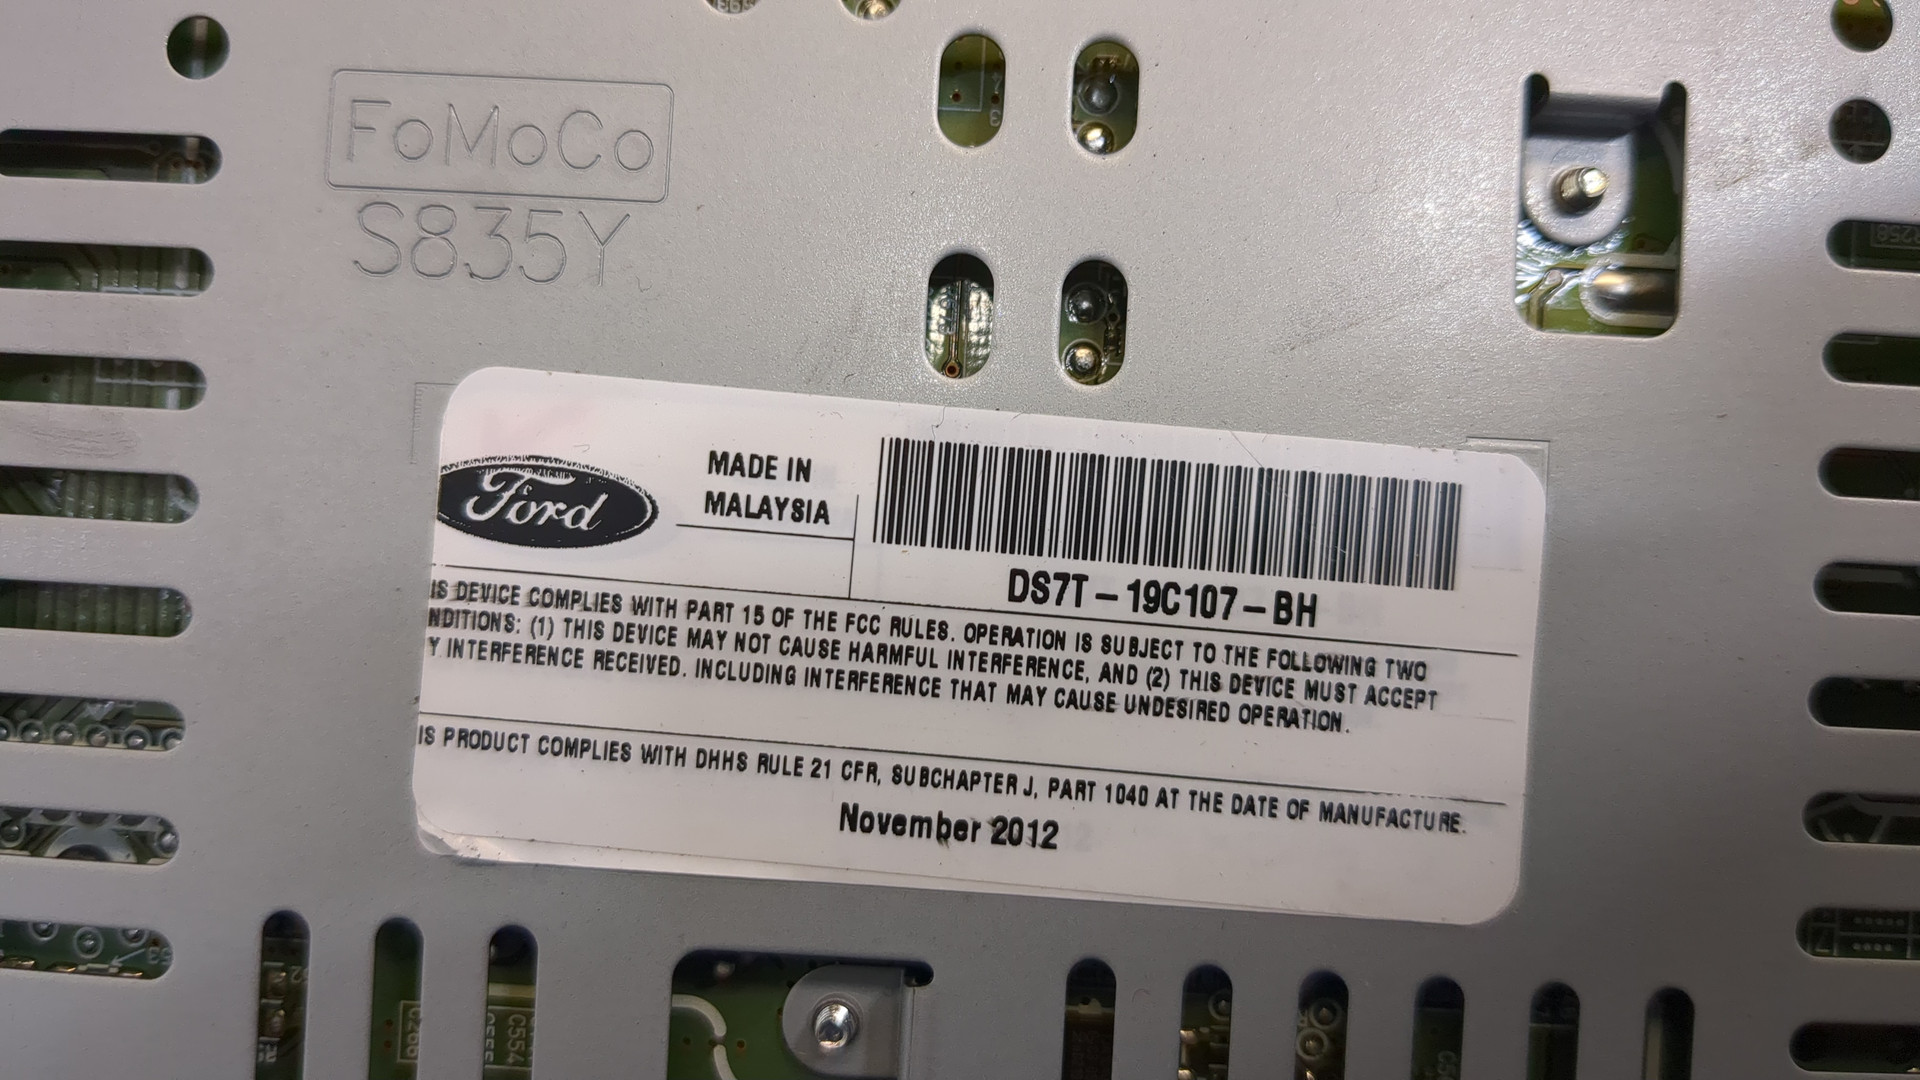 FoMoCo
S835Y
Ford
MADE IN
MALAYSIA
DS7T-19C107-BH
IS DEVICE COMPLIES WITH PART 15 OF THE FCC RULES. OPERATION IS SUBJECT TO THE FOLLOWING TWO
NDITIONS: (1) THIS DEVICE MAY NOT CAUSE HARMFUL INTERFERENCE, AND (2) THIS DEVICE MUST ACCEPT
Y INTERFERENCE RECEIVED. INCLUDING INTERFERENCE THAT MAY CAUSE UNDESIRED OPERATION.
IS PRODUCT COMPLIES WITH DHHS RULE 21 CFR, SUBCHAPTER J, PART 1040 AT THE DATE OF MANUFACTURE.
November 2012
C266
C554